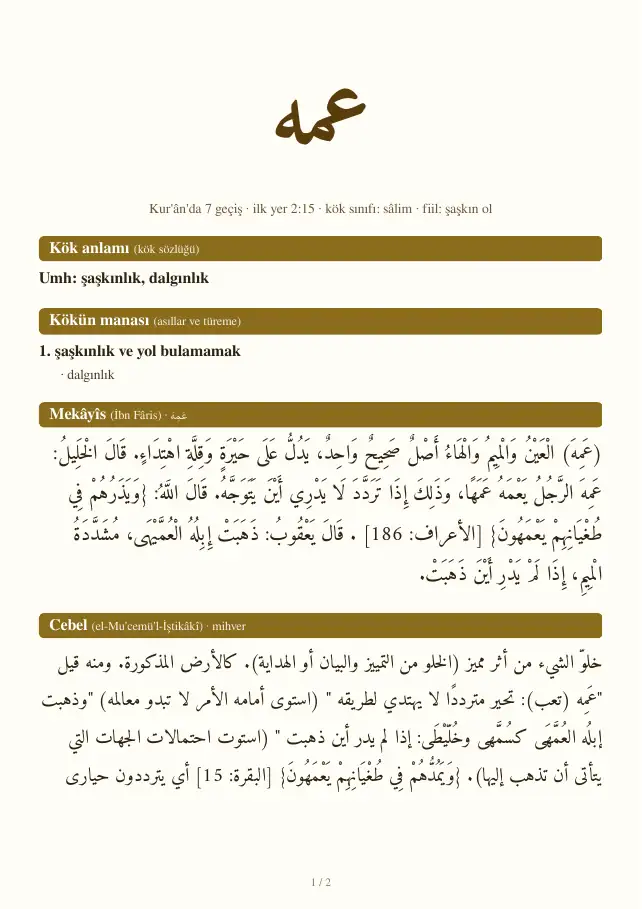 عمه
Kur'ân'da 7 geçiş · ilk yer 2:15 · kök sınıfı: sâlim · fiil: şaşkın ol
Kök anlamı (kök sözlüğü)
Umh: şaşkınlık, dalgınlık
Kökün manası (asıllar ve türeme)
1. şaşkınlık ve yol bulamamak
· dalgınlık
Mekâyîs (İbn Fâris) · عَمِهَ
(عَمِهَ) الْعَيْنُ وَالْمِيمُ وَالْهَاءُ أَصْلٌ صَحِيحٌ وَاحِدٌ، يَدُلُّ عَلَى حَيْرَةٍ وَقِلَّةِ اهْتِدَاءٍ. قَالَ الْخَلِيلُ:
عَمِهَ الرَّجُلُ يَعْمَهُ عَمَهًا، وَذَلِكَ إِذَا تَرَدَّدَ لَا يَدْرِي أَيْنَ يَتَوَجَّهُ. قَالَ اللَّهُ: {وَيَذَرُهُمْ فِي
طُغْيَانِهِمْ يَعْمَهُونَ} [الأعراف: 186] . قَالَ يَعْقُوبُ: ذَهَبَتْ إِبِلُهُ الْعُمَّيْهَى، مُشَدَّدَةُ
الْمِيمِ، إِذَا لَمْ يَدْرِ أَيْنَ ذَهَبَتْ.
Cebel (el-Mu'cemü'l-İştikâkî) · mihver
خلوّ الشيء من أثر مميز (الخلو من التمييز والبيان أو الهداية). كالأرض المذكورة. ومنه قيل
"عَمِه (تعب): تحير مترددًا لا يهتدي لطريقه " (استوى أمامه الأمر لا تبدو معالمه) "وذهبت
إبلُه العُمَّهَى كسُمَّهى وخُلّيْطَى: إذا لم يدر أين ذهبت " (استوت احتمالات الجهات التي
يتأتى أن تذهب إليها). {وَيَمُدُّهُمْ فِي طُغْيَانِهِمْ يَعْمَهُونَ} [البقرة: 15] أي يترددون حيارى
1 / 2